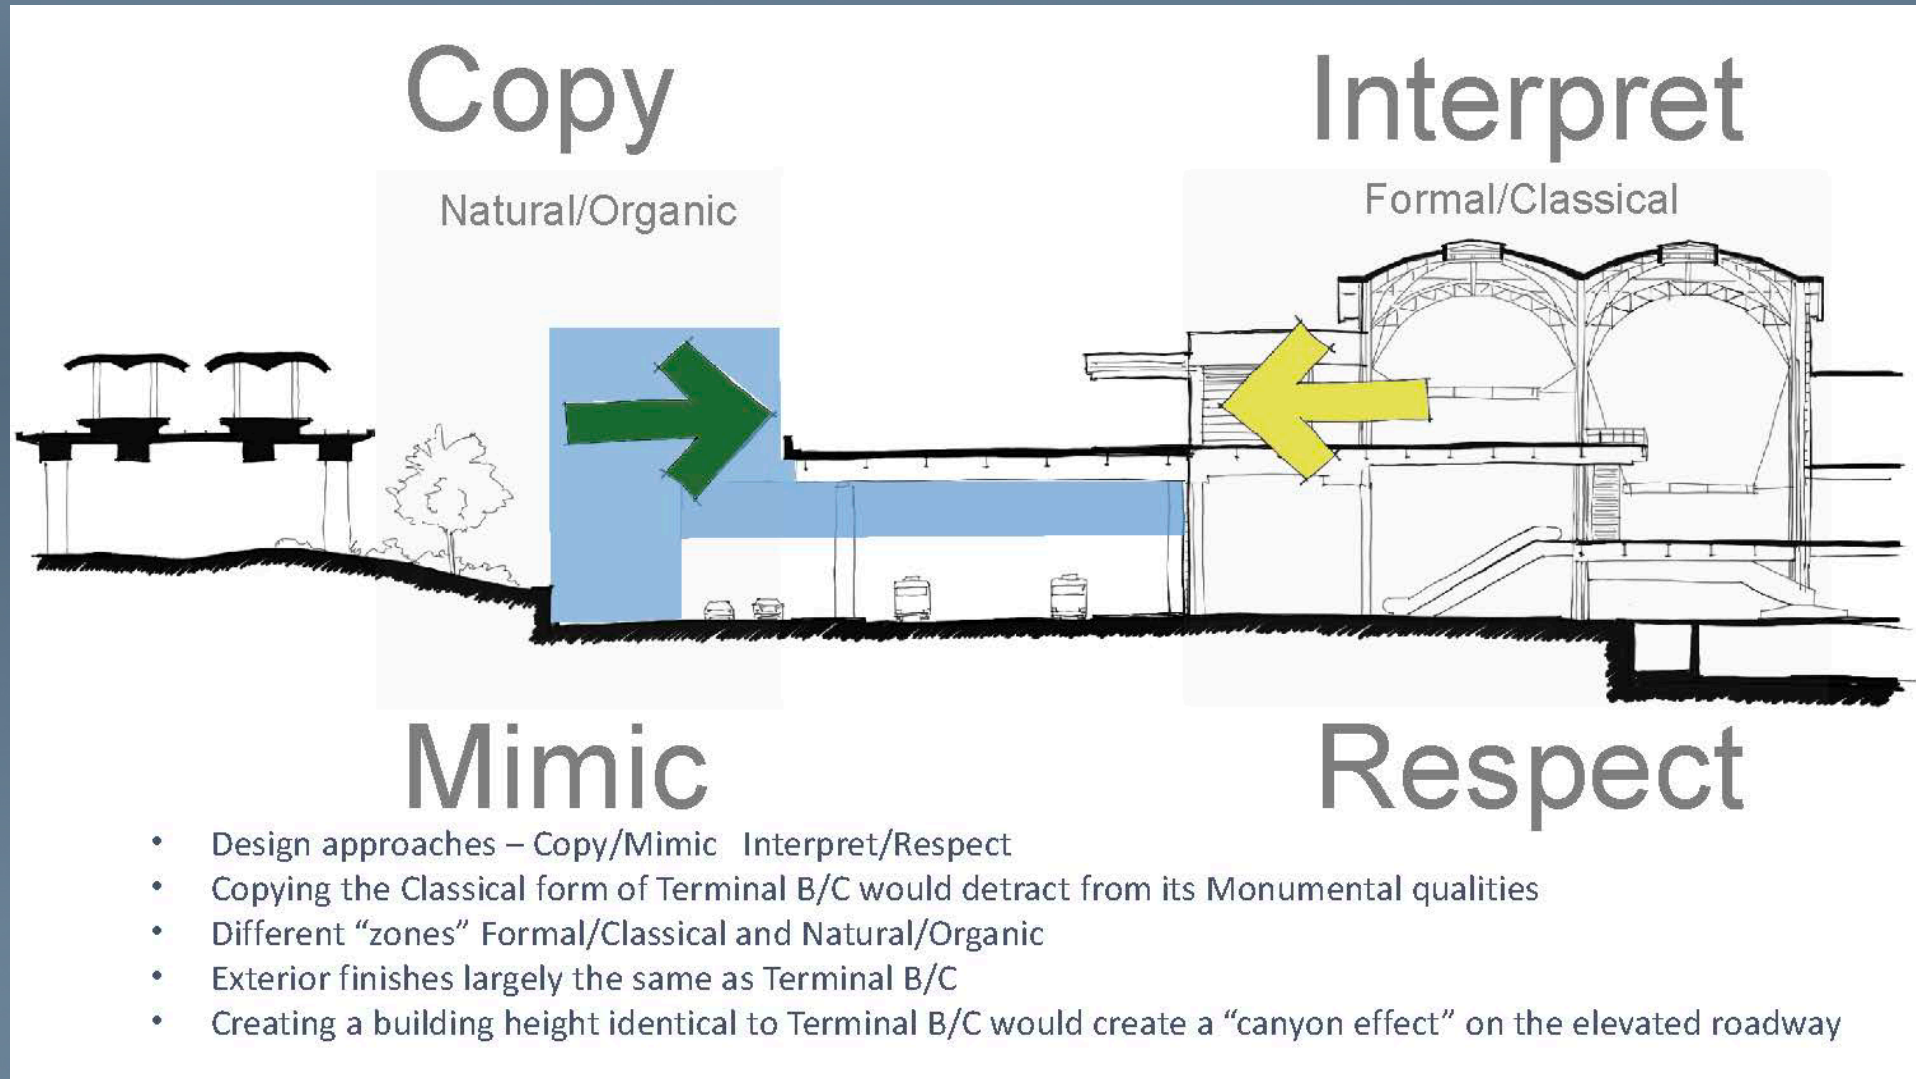 Copy
Interpret
Natural/Organic
Formal/Classical
Mimic
Respect
• Design approaches – Copy/Mimic   Interpret/Respect
• Copying the Classical form of Terminal B/C would detract from its Monumental qualities
• Different “zones” Formal/Classical and Natural/Organic
• Exterior finishes largely the same as Terminal B/C
• Creating a building height identical to Terminal B/C would create a “canyon effect” on the elevated roadway